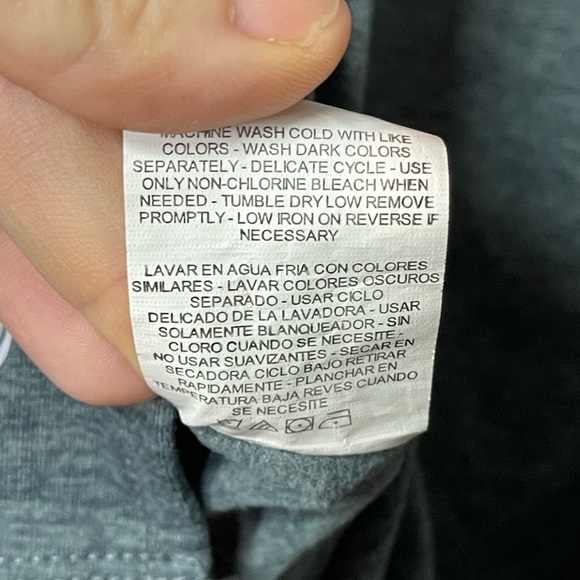 MACHINE WASH COLD WITH LIKE
COLORS - WASH DARK COLORS
SEPARATELY - DELICATE CYCLE - USE
ONLY NON-CHLORINE BLEACH WHEN
NEEDED - TUMBLE DRY LOW REMOVE
PROMPTLY - LOW IRON ON REVERSE IF
NECESSARY
LAVAR EN AGUA FRIA CON COLORES
SIMILARES - LAVAR COLORES OSCUROS
SEPARADO - USAR CICLO
DELICADO DE LA LAVADORA - USAR
SOLAMENTE BLANQUEADOR - SIN
CLORO CUANDO SE NECESITE -
NO USAR SUAVIZANTES - SECAR EN
SECADORA CICLO BAJO RETIRAR
RAPIDAMENTE - PLANCHAR EN
TEMPERATURA BAJA REVES CUANDO
SE NECESITE